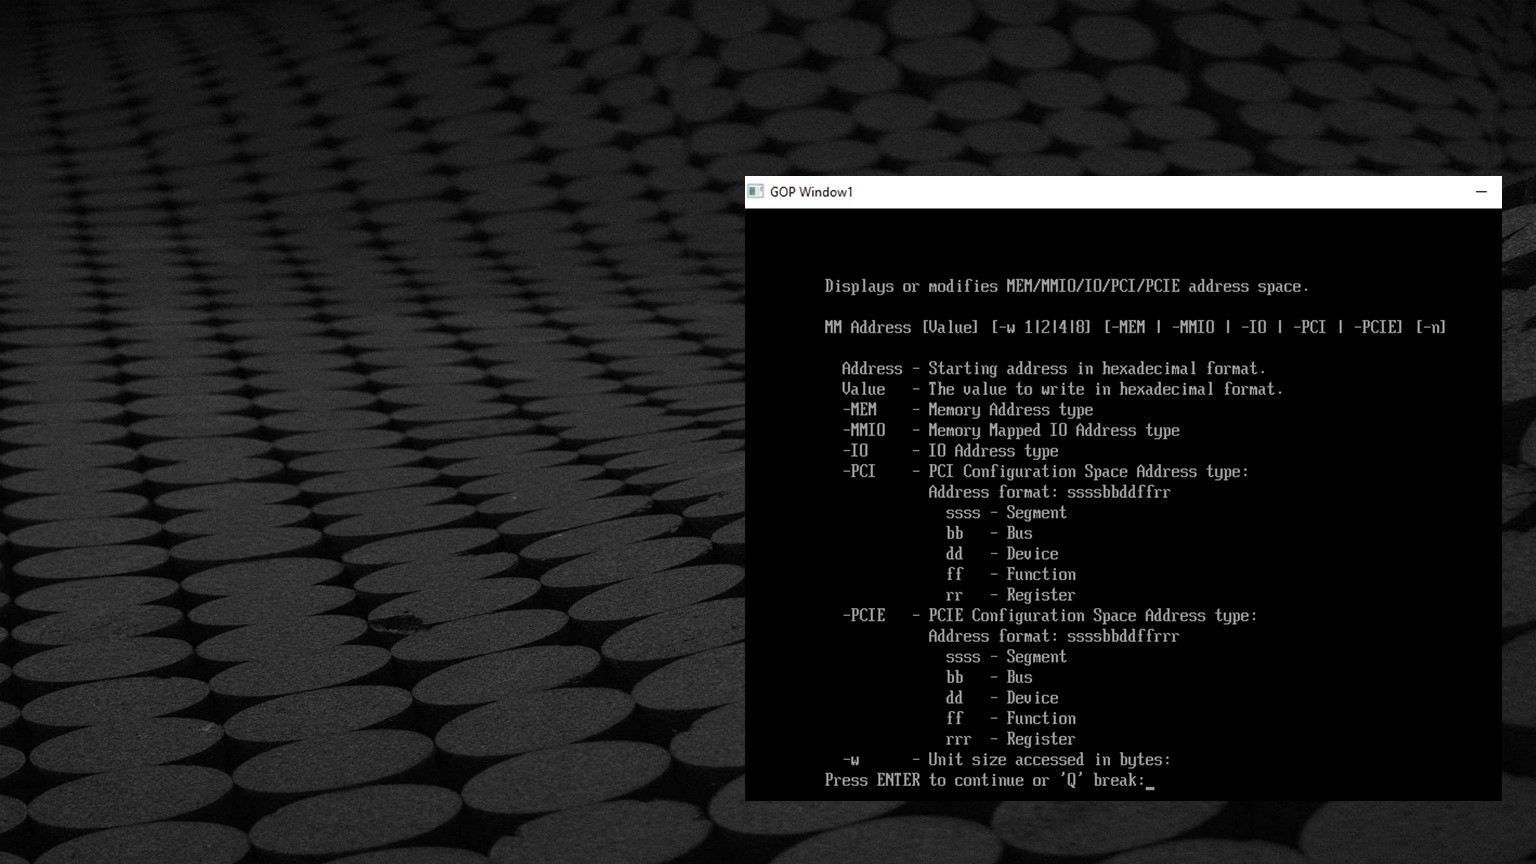 GOP Window1
Displays or modifies MEM/MMIO/IO/PCI/PCIE address space.
MM Address [Value] [-w 1|2|4|8] [-MEM | -MMIO | -IO | -PCI | -PCIE] [-n]
Address - Starting address in hexadecimal format.
Value - The value to write in hexadecimal format.
-MEM - Memory Address type
-MMIO - Memory Mapped IO Address type
-IO - IO Address type
-PCI - PCI Configuration Space Address type:
Address format: ssssbbddffrr
ssss - Segment
bb - Bus
dd - Device
ff - Function
rr - Register
-PCIE - PCIE Configuration Space Address type:
Address format: ssssbbddffrrr
ssss - Segment
bb - Bus
dd - Device
ff - Function
rrr - Register
-w - Unit size accessed in bytes:
Press ENTER to continue or 'Q' break:_